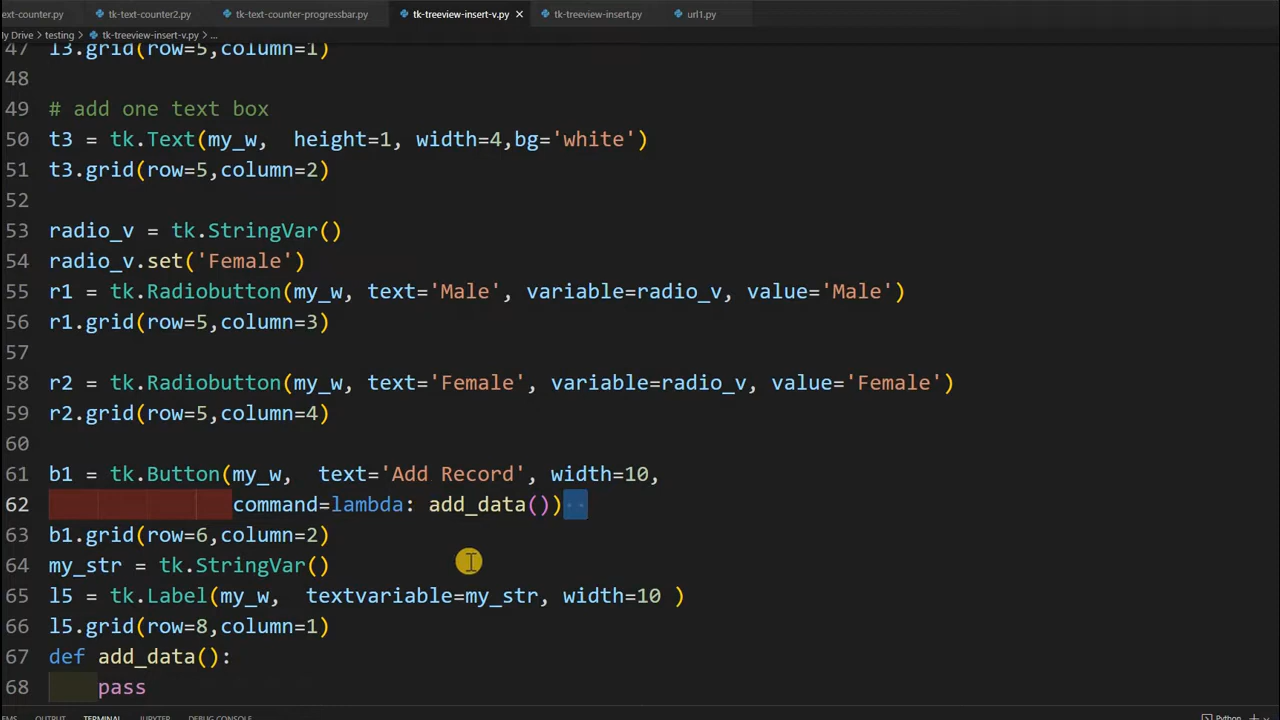 xt-counter.py tk-text-counter2.py tk-text-counter-progressbar.py tk-treeview-insert-v.py × tk-treeview-insert.py url1.py
ly Drive > testing > tk-treeview-insert-v.py > ...
47 l3.grid(row=5,column=1)
48
49 # add one text box
50 t3 = tk.Text(my_w,  height=1, width=4,bg='white')
51 t3.grid(row=5,column=2)
52
53 radio_v = tk.StringVar()
54 radio_v.set('Female')
55 r1 = tk.Radiobutton(my_w, text='Male', variable=radio_v, value='Male')
56 r1.grid(row=5,column=3)
57
58 r2 = tk.Radiobutton(my_w, text='Female', variable=radio_v, value='Female')
59 r2.grid(row=5,column=4)
60
61 b1 = tk.Button(my_w,  text='Add Record', width=10,
62                command=lambda: add_data())
63 b1.grid(row=6,column=2)
64 my_str = tk.StringVar()
65 l5 = tk.Label(my_w,  textvariable=my_str, width=10 )
66 l5.grid(row=8,column=1)
67 def add_data():
68     pass
EMS OUTPUT TERMINAL JUPYTER DEBUG CONSOLE Python